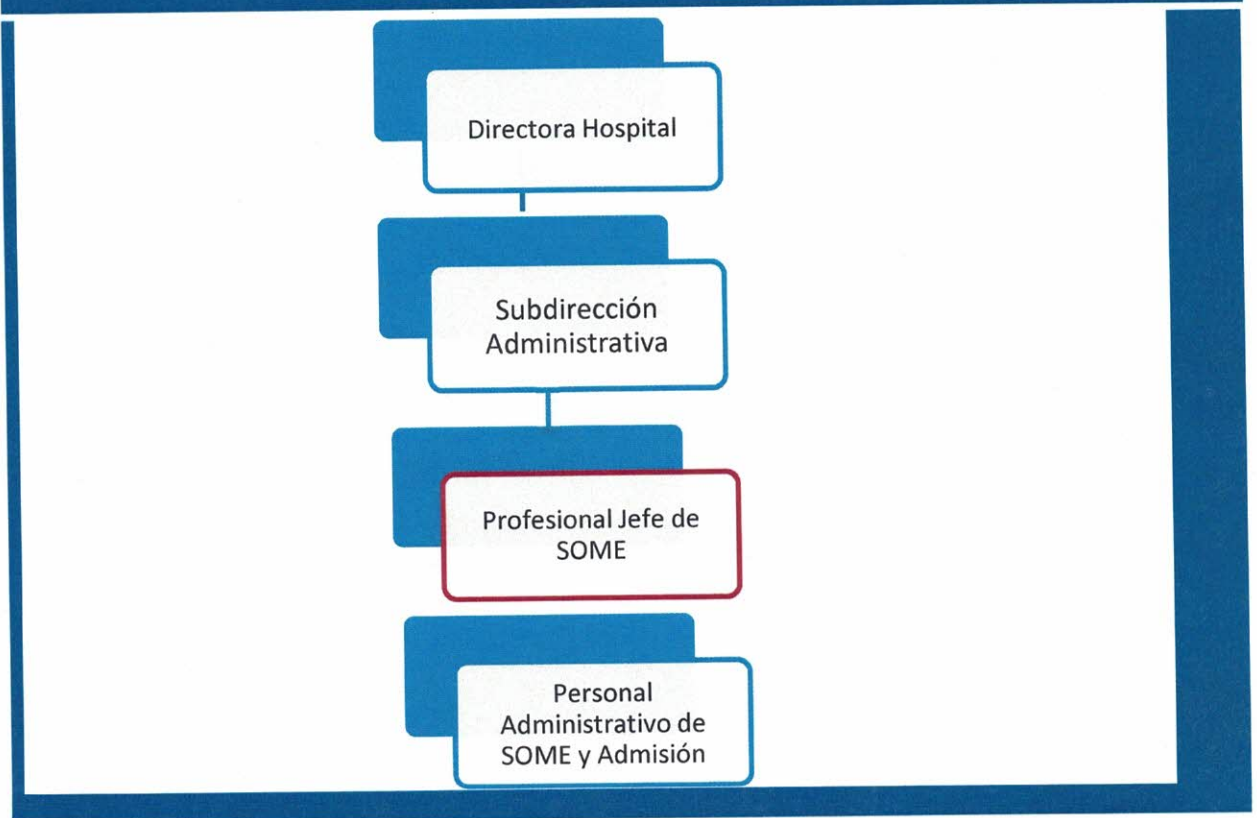 Directora Hospital
Subdirección
Administrativa
Profesional Jefe de
SOME
Personal
Administrativo de
SOME y Admisión